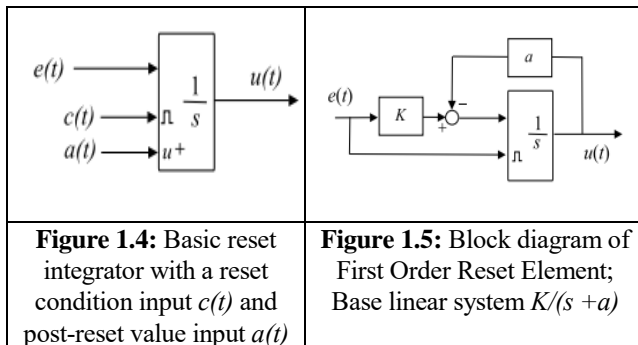 e(t)
c(t)
a(t)
u+
1
s
u(t)
a
e(t)
K
−
+
1
s
u(t)
Figure 1.4: Basic reset
integrator with a reset
condition input c(t) and
post-reset value input a(t)
Figure 1.5: Block diagram of
First Order Reset Element;
Base linear system K/(s +a)